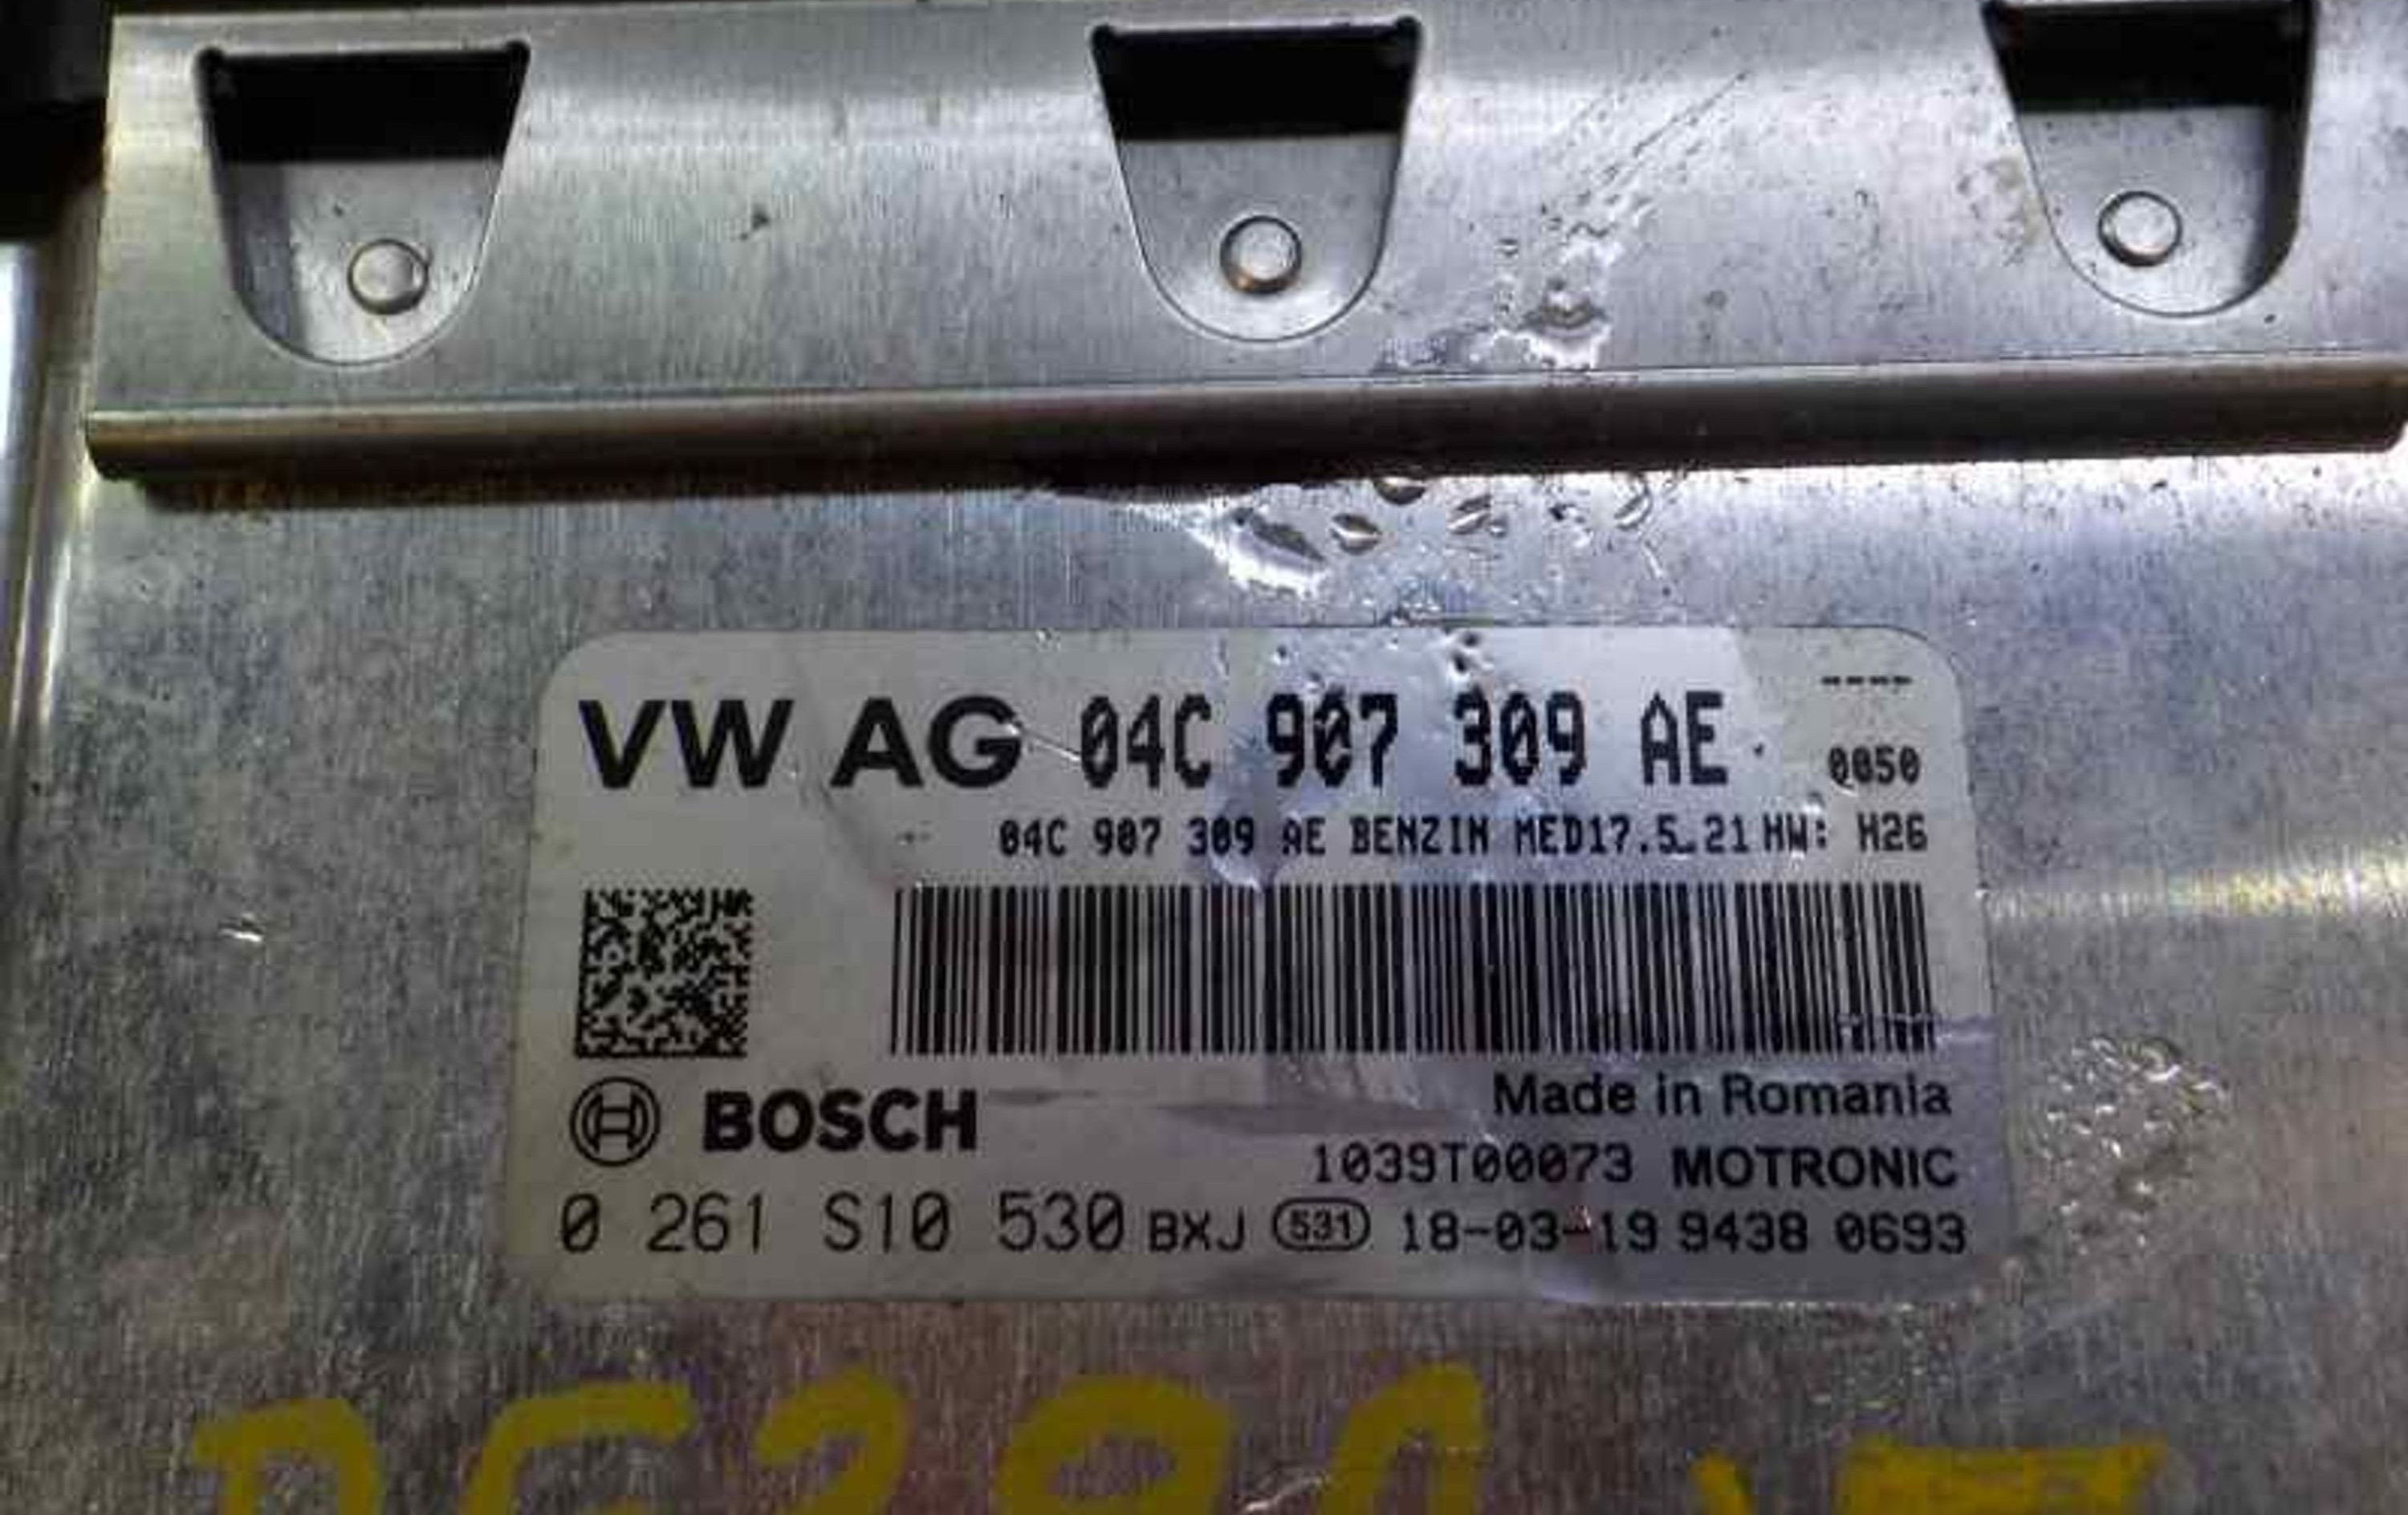 ----
VW AG 04C 907 309 AE 0050
04C 907 309 AE BENZIN MED17.5.21 HW: H26
BOSCH
Made in Romania
1039T00073 MOTRONIC
0 261 S10 530 BXJ 531 18-03-19 9438 0693